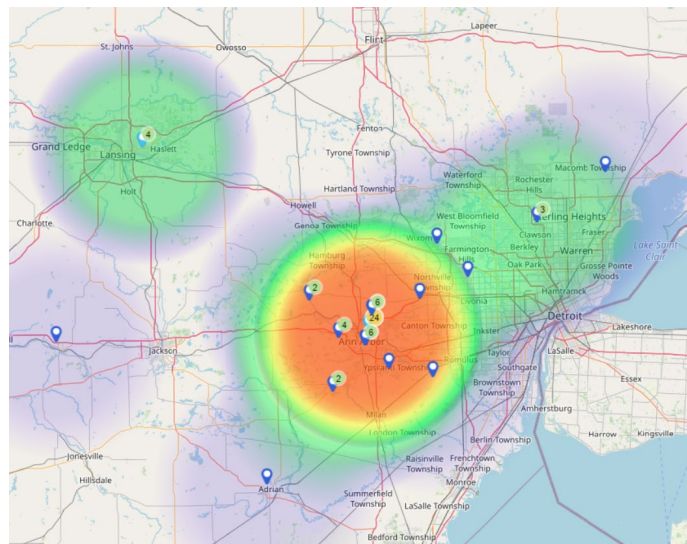 Lapeer
Flint
St. Johns
Owosso
4
Fenton
Grand Ledge
Haslett
Lansing
Tyrone Township
Macomb Township
Waterford
Township
Rochester
Hills
Holt
Hartland Township
Howell
3
Charlotte
Genoa Township
West Bloomfield
Township
erling Heights
Clawson
Fraser
Wixom
Farmington
Hills
Berkley
Warren
Lake Saint
Clair
Hamburg
Township
Oak Park
Grosse Pointe
Woods
Northville
Township
2
6
Livonia
Hamtramck
24
Detroit
4
6
Canton Township
Inkster
Lakeshore
Ann Arbor
Jackson
Taylor
LaSalle
Ypsilanti Township
Romulus
Southgate
2
Brownstown
Township
Essex
Milan
Amherstburg
London Township
Harrow
Kingsville
Berlin Township
Jonesville
Raisinville
Township
Frenchtown
Township
Hillsdale
Monroe
Adrian
Summerfield
Township
LaSalle Township
Bedford Township